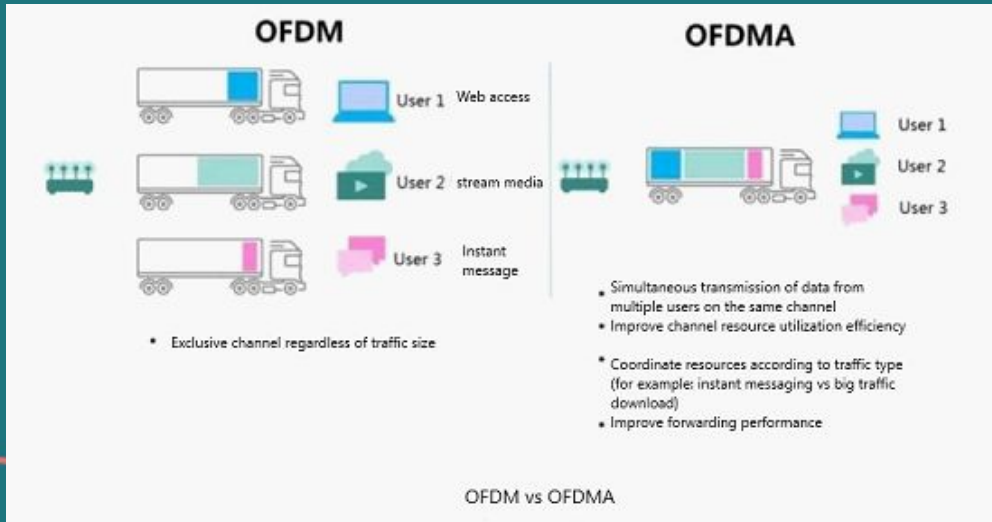 OFDM
User 1 Web access
User 2 stream media
User 3 Instant
message
• Exclusive channel regardless of traffic size
OFDMA
User 1
User 2
User 3
• Simultaneous transmission of data from
multiple users on the same channel
• Improve channel resource utilization efficiency
• Coordinate resources according to traffic type
(for example: instant messaging vs big traffic
download)
• Improve forwarding performance
OFDM vs OFDMA